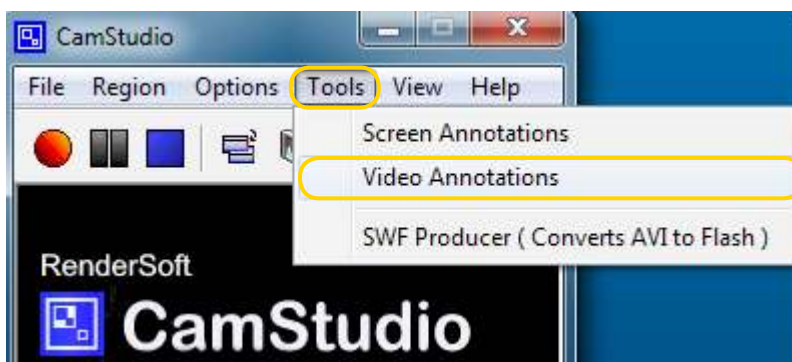 CamStudio
File Region Options Tools View Help
Screen Annotations
Video Annotations
SWF Producer ( Converts AVI to Flash )
RenderSoft
CamStudio